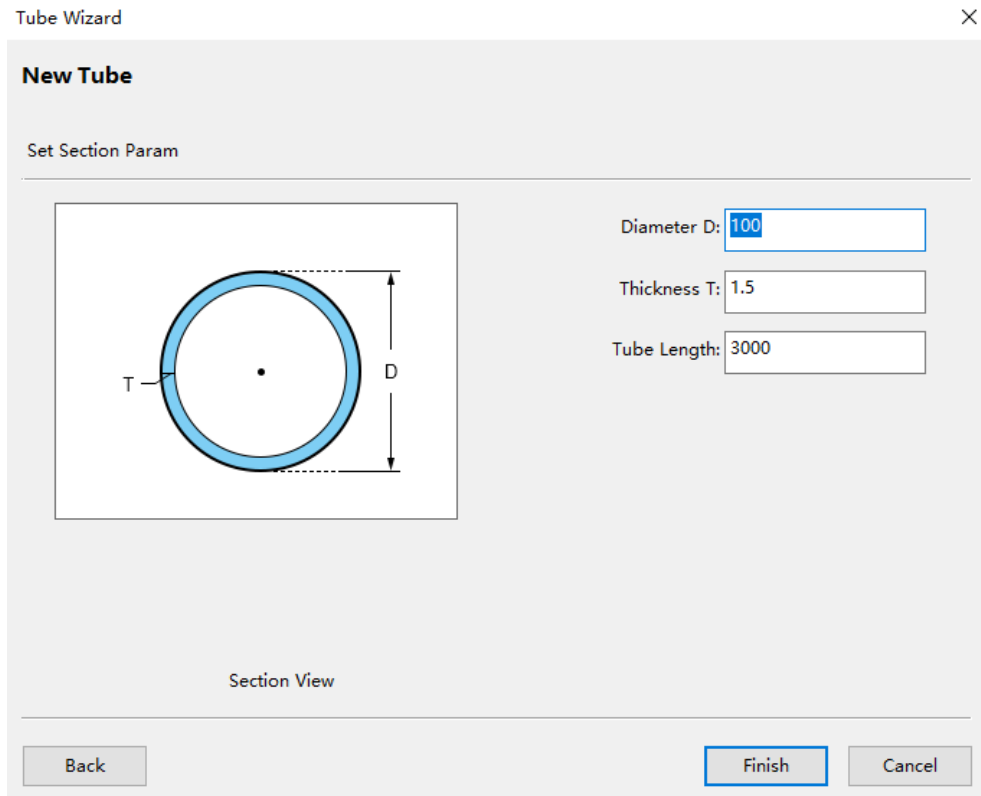 Tube Wizard
New Tube
Set Section Param
Diameter D: 100
Thickness T: 1.5
Tube Length: 3000
T
D
Section View
Back
Finish
Cancel